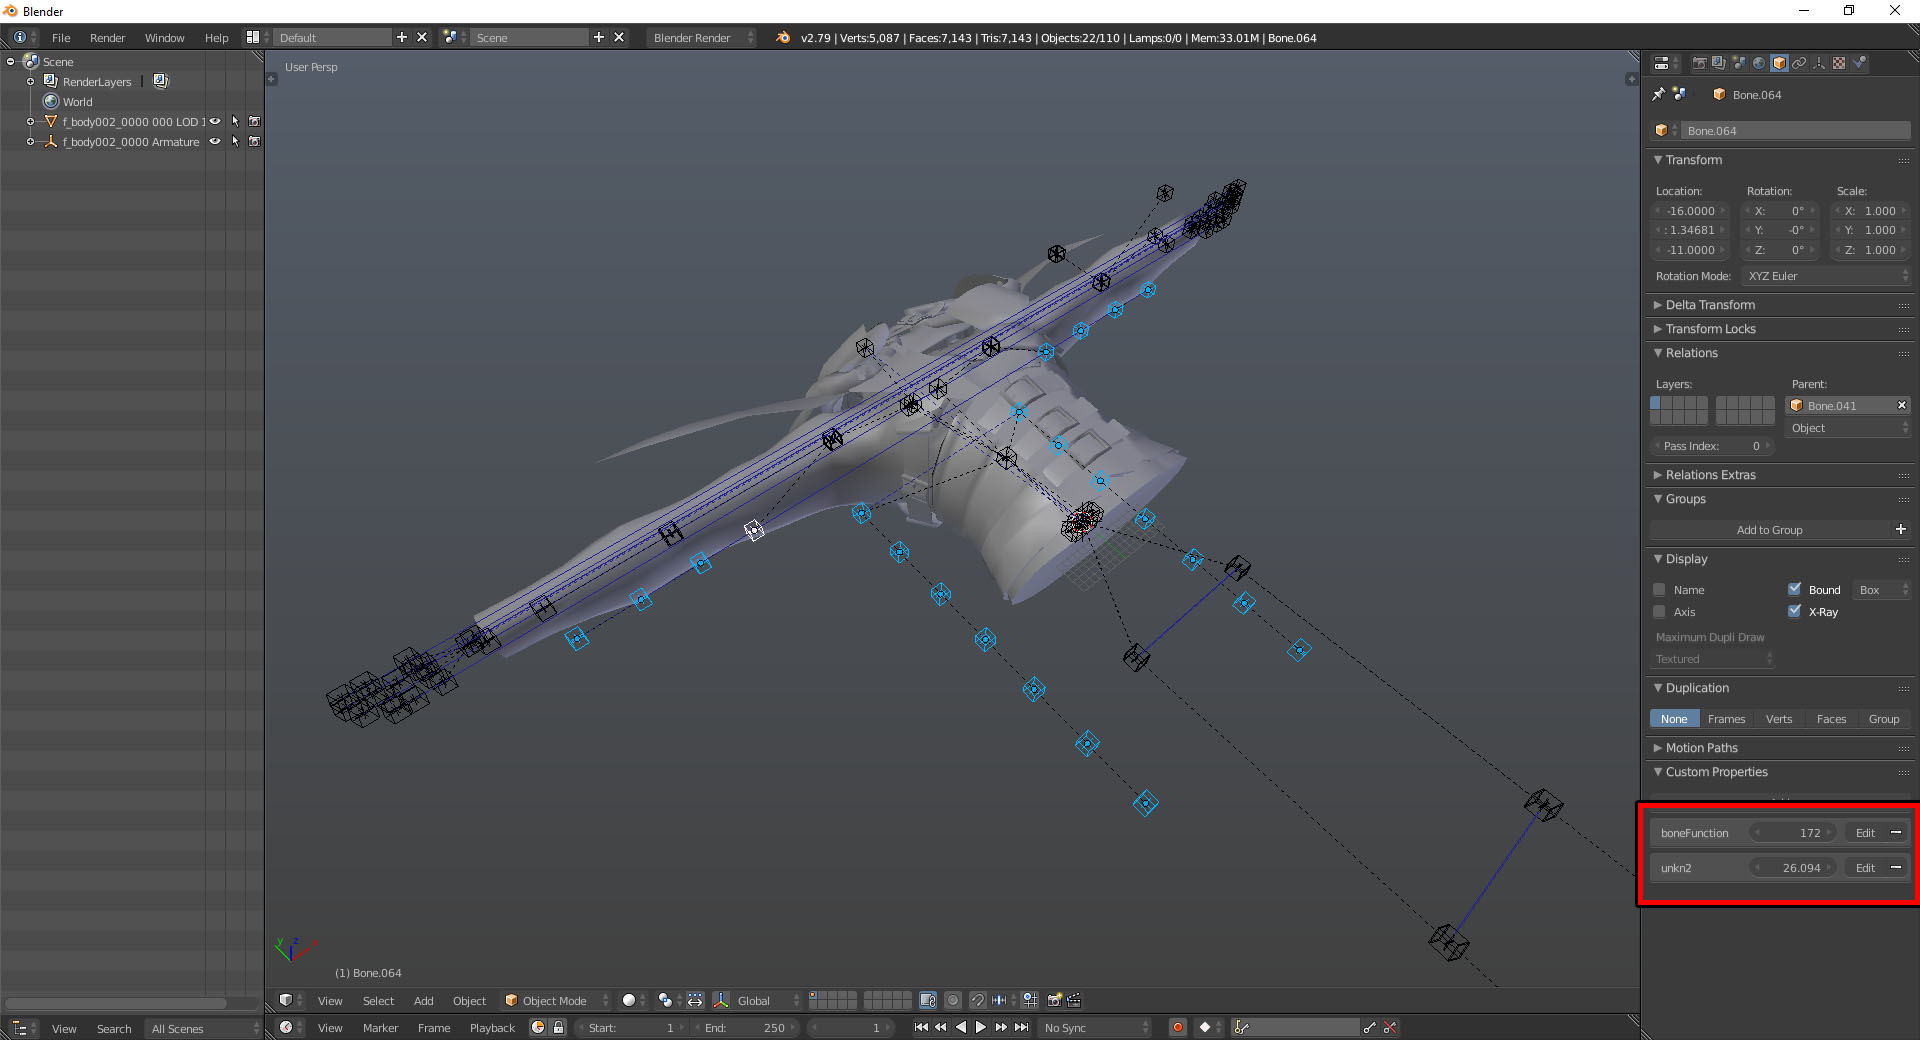 Blender
File Render Window Help Default Scene Blender Render v2.79 | Verts:5,087 | Faces:7,143 | Tris:7,143 | Objects:22/110 | Lamps:0/0 | Mem:33.01M | Bone.064
Scene
RenderLayers |
World
f_body002_0000 000 LOD 1
f_body002_0000 Armature
User Persp
(1) Bone.064
y z
Bone.064
Bone.064
Transform
Location: Rotation: Scale:
-16.0000 X: 0° X: 1.000
: 1.34681 Y: -0° Y: 1.000
-11.0000 Z: 0° Z: 1.000
Rotation Mode: XYZ Euler
Delta Transform
Transform Locks
Relations
Layers: Parent:
Bone.041
Object
Pass Index: 0
Relations Extras
Groups
Add to Group
Display
Name Bound Box
Axis X-Ray
Maximum Dupli Draw
Textured
Duplication
None Frames Verts Faces Group
Motion Paths
Custom Properties
boneFunction 172 Edit
unkn2 26.094 Edit
View Select Add Object Object Mode Global
View Search All Scenes
View Marker Frame Playback Start: 1 End: 250 1 No Sync